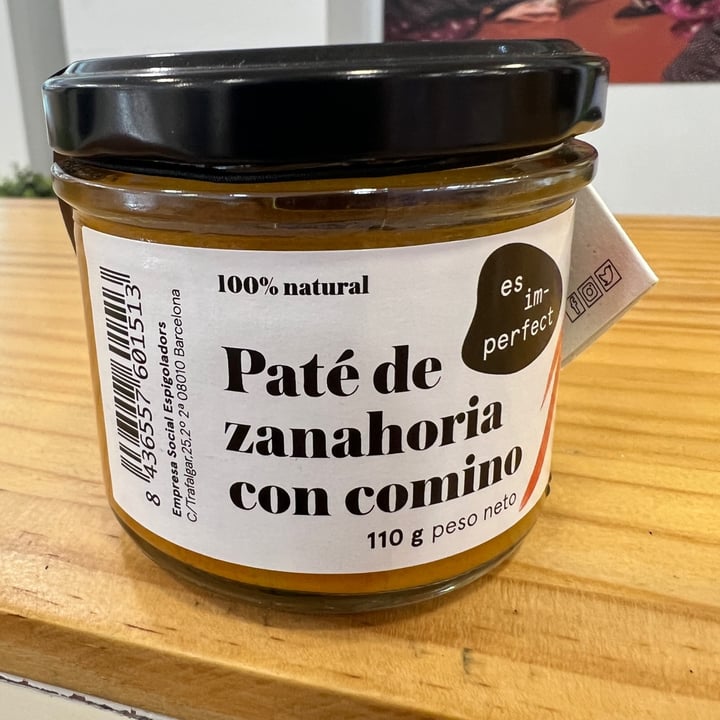 100% natural
es
im-
perfect
Paté de
zanahoria
con comino
110 g peso neto
8 436557 601513
Empresa Social Espigoladors
C/Trafalgar,25,2º 2ª 08010 Barcelona